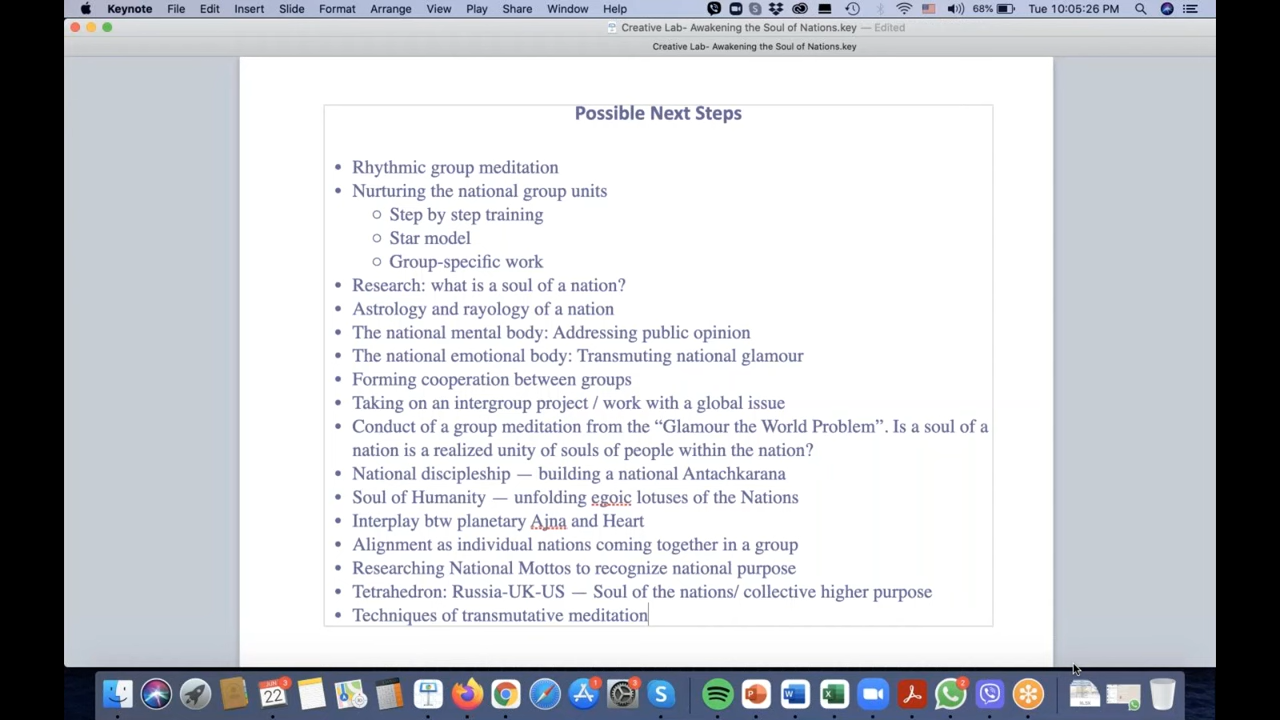 Keynote File Edit Insert Slide Format Arrange View Play Share Window Help 68% Tue 10:05:26 PM
Creative Lab- Awakening the Soul of Nations.key — Edited
Creative Lab- Awakening the Soul of Nations.key
Possible Next Steps
• Rhythmic group meditation
• Nurturing the national group units
○ Step by step training
○ Star model
○ Group-specific work
• Research: what is a soul of a nation?
• Astrology and rayology of a nation
• The national mental body: Addressing public opinion
• The national emotional body: Transmuting national glamour
• Forming cooperation between groups
• Taking on an intergroup project / work with a global issue
• Conduct of a group meditation from the “Glamour the World Problem”. Is a soul of a
nation is a realized unity of souls of people within the nation?
• National discipleship — building a national Antachkarana
• Soul of Humanity — unfolding egoic lotuses of the Nations
• Interplay btw planetary Ajna and Heart
• Alignment as individual nations coming together in a group
• Researching National Mottos to recognize national purpose
• Tetrahedron: Russia-UK-US — Soul of the nations/ collective higher purpose
• Techniques of transmutative meditation
JUN 22 3 1 3 2